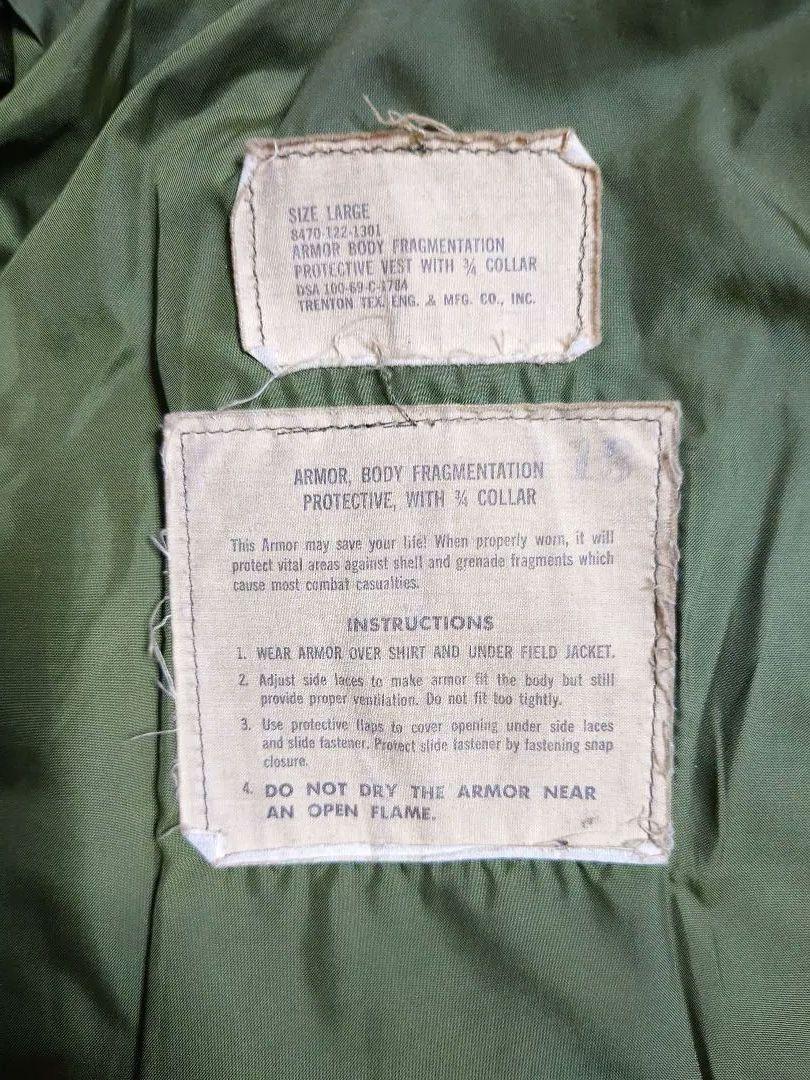 SIZE LARGE
8470-122-1301
ARMOR BODY FRAGMENTATION
PROTECTIVE VEST WITH ¾ COLLAR
DSA 100-69-C-1784
TRENTON TEX. ENG. & MFG. CO., INC.
ARMOR, BODY FRAGMENTATION
PROTECTIVE, WITH ¾ COLLAR
This Armor may save your life! When properly worn, it will
protect vital areas against shell and grenade fragments which
cause most combat casualties.
INSTRUCTIONS
1. WEAR ARMOR OVER SHIRT AND UNDER FIELD JACKET.
2. Adjust side laces to make armor fit the body but still
provide proper ventilation. Do not fit too tightly.
3. Use protective flaps to cover opening under side laces
and slide fastener. Protect slide fastener by fastening snap
closure.
4. DO NOT DRY THE ARMOR NEAR
AN OPEN FLAME.